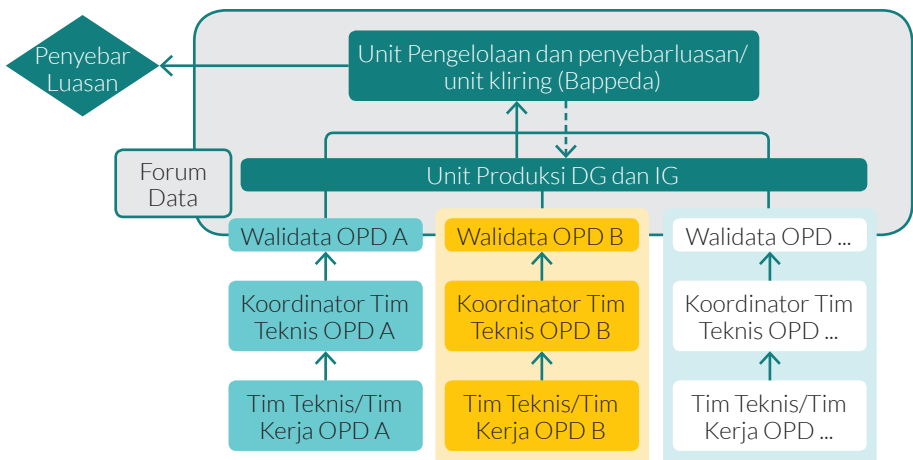 Penyebar
Luasan
Unit Pengelolaan dan penyebarluasan/
unit kliring (Bappeda)
Forum
Data
Unit Produksi DG dan IG
Walidata OPD A
Walidata OPD B
Walidata OPD ...
Koordinator Tim
Teknis OPD A
Koordinator Tim
Teknis OPD B
Koordinator Tim
Teknis OPD ...
Tim Teknis/Tim
Kerja OPD A
Tim Teknis/Tim
Kerja OPD B
Tim Teknis/Tim
Kerja OPD ...